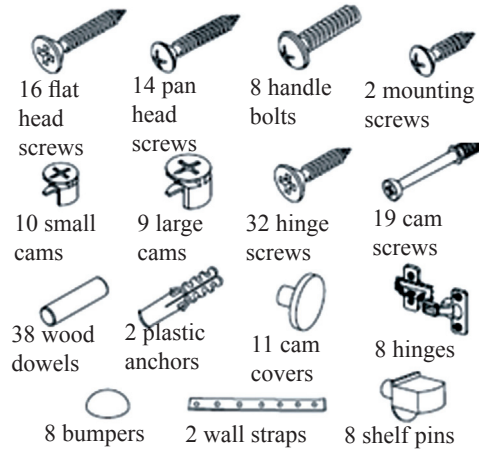 16 flat
head
screws
14 pan
head
screws
8 handle
bolts
2 mounting
screws
10 small
cams
9 large
cams
32 hinge
screws
19 cam
screws
38 wood
dowels
2 plastic
anchors
11 cam
covers
8 hinges
8 bumpers
2 wall straps
8 shelf pins